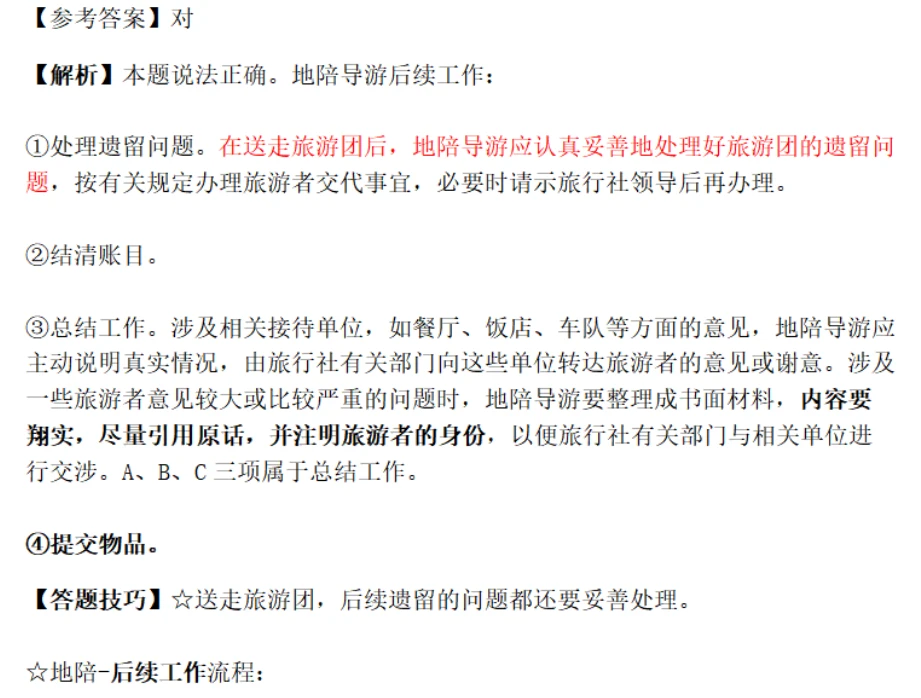 【参考答案】对
【解析】本题说法正确。地陪导游后续工作：
①处理遗留问题。在送走旅游团后，地陪导游应认真妥善地处理好旅游团的遗留问
题，按有关规定办理旅游者交代事宜，必要时请示旅行社领导后再办理。
②结清账目。
③总结工作。涉及相关接待单位，如餐厅、饭店、车队等方面的意见，地陪导游应
主动说明真实情况，由旅行社有关部门向这些单位转达旅游者的意见或谢意。涉及
一些旅游者意见较大或比较严重的问题时，地陪导游要整理成书面材料，内容要
翔实，尽量引用原话，并注明旅游者的身份，以便旅行社有关部门与相关单位进
行交涉。A、B、C 三项属于总结工作。
④提交物品。
【答题技巧】☆送走旅游团，后续遗留的问题都还要妥善处理。
☆地陪-后续工作流程：